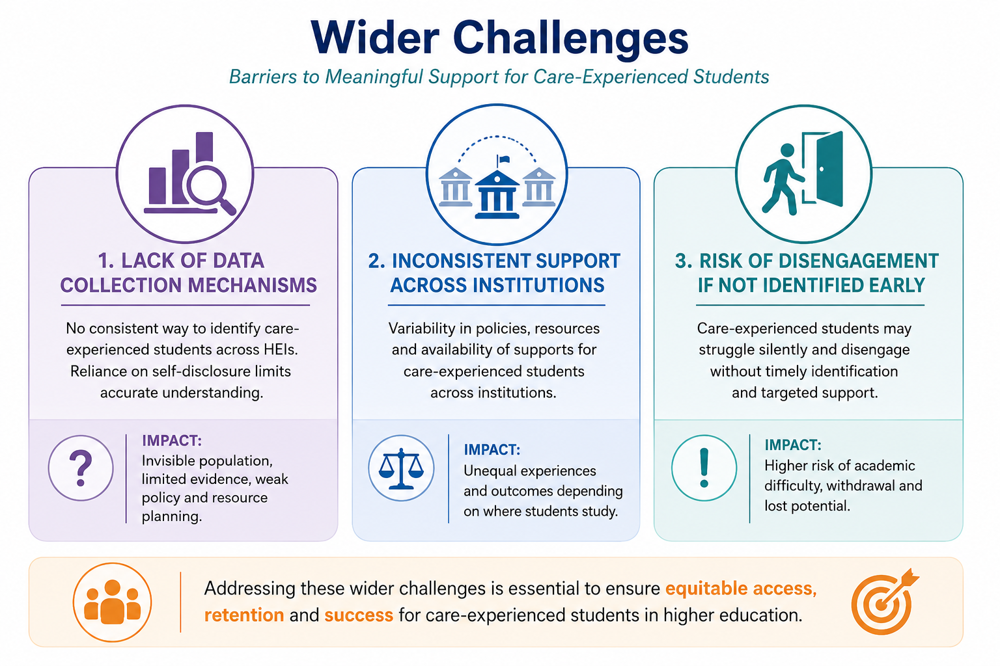 Wider Challenges
Barriers to Meaningful Support for Care-Experienced Students
1. LACK OF DATA
COLLECTION MECHANISMS
No consistent way to identify care-
experienced students across HEIs.
Reliance on self-disclosure limits
accurate understanding.
?
IMPACT:
Invisible population,
limited evidence, weak
policy and resource
planning.
2. INCONSISTENT SUPPORT
ACROSS INSTITUTIONS
Variability in policies, resources
and availability of supports for
care-experienced students
across institutions.
IMPACT:
Unequal experiences
and outcomes depending
on where students study.
3. RISK OF DISENGAGEMENT
IF NOT IDENTIFIED EARLY
Care-experienced students may
struggle silently and disengage
without timely identification
and targeted support.
!
IMPACT:
Higher risk of academic
difficulty, withdrawal and
lost potential.
Addressing these wider challenges is essential to ensure equitable access,
retention and success for care-experienced students in higher education.